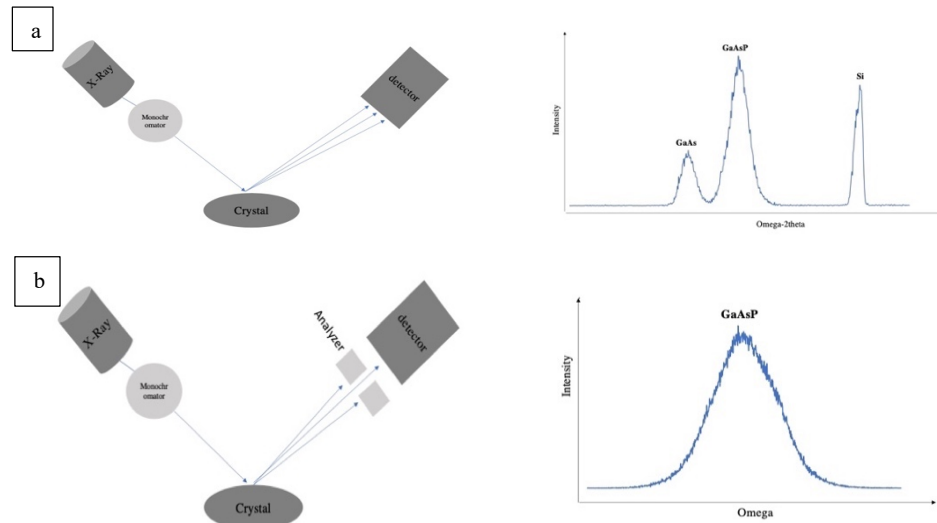 a
X-Ray
Monochr
omator
detector
Crystal
GaAs
GaAsP
Si
Intensity
Omega-2theta
b
X-Ray
Monochr
omator
Analyzer
detector
Crystal
GaAsP
Intensity
Omega